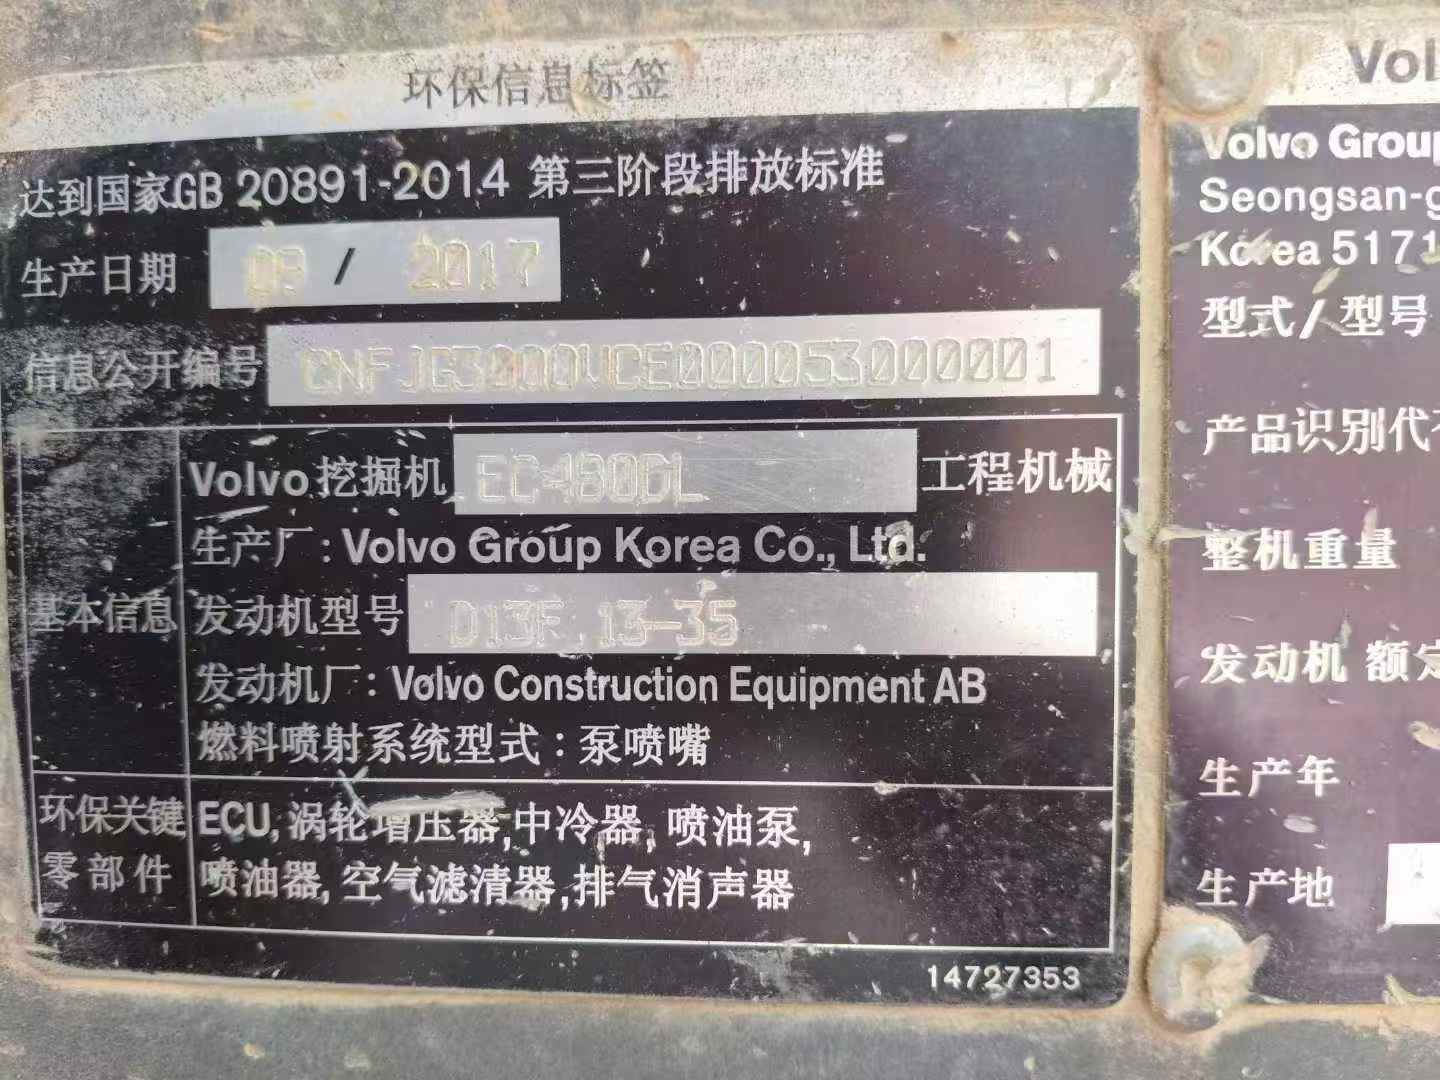 环保信息标签
达到国家GB 20891-2014 第三阶段排放标准
生产日期 09 / 2017
信息公开编号 CNFJG3000VCE0000530000001
Volvo挖掘机 EC480DL 工程机械
生产厂：Volvo Group Korea Co., Ltd.
基本信息 发动机型号 D13F,13-35
发动机厂：Volvo Construction Equipment AB
燃料喷射系统型式：泵喷嘴
环保关键 ECU, 涡轮增压器,中冷器, 喷油泵,
零部件 喷油器, 空气滤清器,排气消声器
14727353
Vol
Volvo Group
Seongsan-g
Korea 5171
型式/型号
产品识别代
整机重量
发动机 额定
生产年
生产地